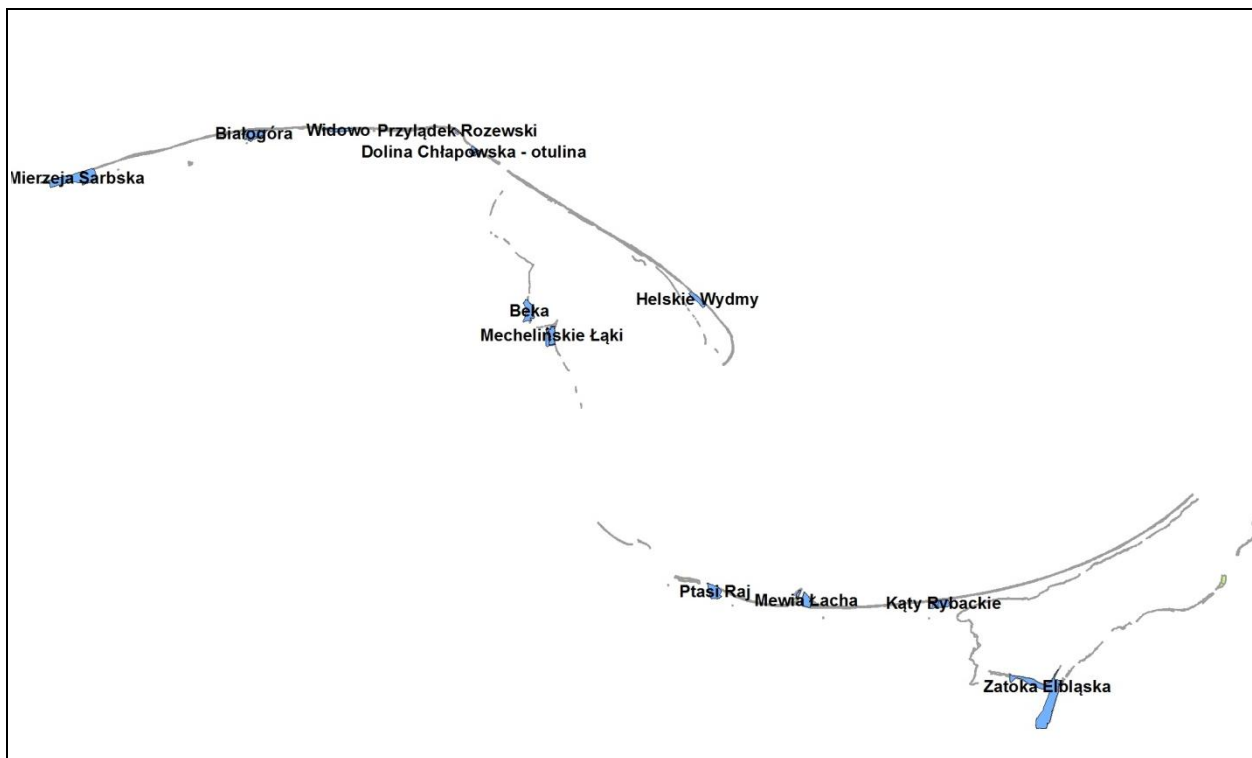 Białogóra
Widowo
Przylądek Rozewski
Dolina Chłapowska - otulina
Mierzeja Sarbska
Helskie Wydmy
Beka
Mechelińskie Łąki
Ptasi Raj
Mewia Łacha
Kąty Rybackie
Zatoka Elbląska